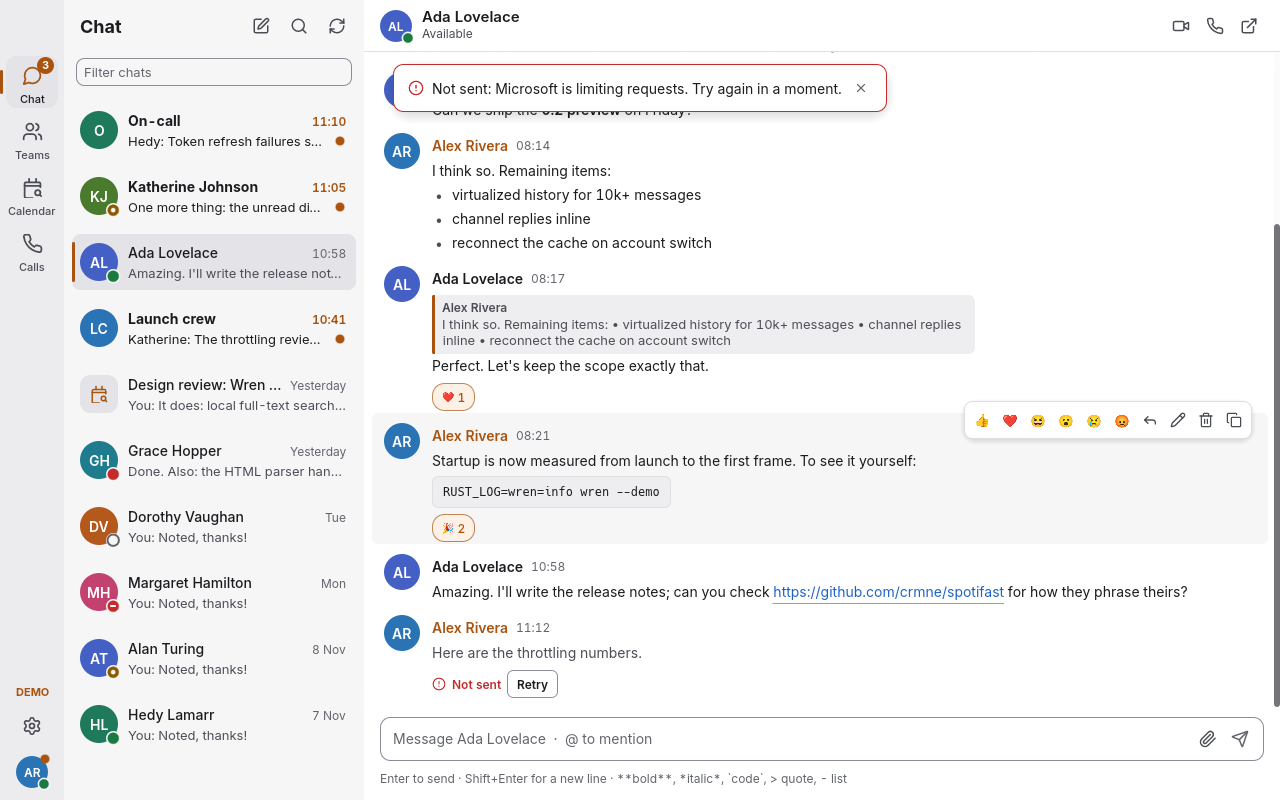 3
Chat
Teams
Calendar
Calls
DEMO
AR
Chat
Filter chats
O
On-call
11:10
Hedy: Token refresh failures s...
KJ
Katherine Johnson
11:05
One more thing: the unread di...
AL
Ada Lovelace
10:58
Amazing. I'll write the release not...
LC
Launch crew
10:41
Katherine: The throttling revie...
Design review: Wren ...
Yesterday
You: It does: local full-text search...
GH
Grace Hopper
Yesterday
Done. Also: the HTML parser han...
DV
Dorothy Vaughan
Tue
You: Noted, thanks!
MH
Margaret Hamilton
Mon
You: Noted, thanks!
AT
Alan Turing
8 Nov
You: Noted, thanks!
HL
Hedy Lamarr
7 Nov
You: Noted, thanks!
AL
Ada Lovelace
Available
Not sent: Microsoft is limiting requests. Try again in a moment.
Can we ship the 0.2 preview on Friday?
AR
Alex Rivera 08:14
I think so. Remaining items:
• virtualized history for 10k+ messages
• channel replies inline
• reconnect the cache on account switch
AL
Ada Lovelace 08:17
Alex Rivera
I think so. Remaining items: • virtualized history for 10k+ messages • channel replies
inline • reconnect the cache on account switch
Perfect. Let's keep the scope exactly that.
❤️ 1
👍 ❤️ 😆 😮 😢 😡
AR
Alex Rivera 08:21
Startup is now measured from launch to the first frame. To see it yourself:
RUST_LOG=wren=info wren --demo
🎉 2
AL
Ada Lovelace 10:58
Amazing. I'll write the release notes; can you check https://github.com/crmne/spotifast for how they phrase theirs?
AR
Alex Rivera 11:12
Here are the throttling numbers.
Not sent Retry
Message Ada Lovelace · @ to mention
Enter to send · Shift+Enter for a new line · **bold**, *italic*, `code`, > quote, - list